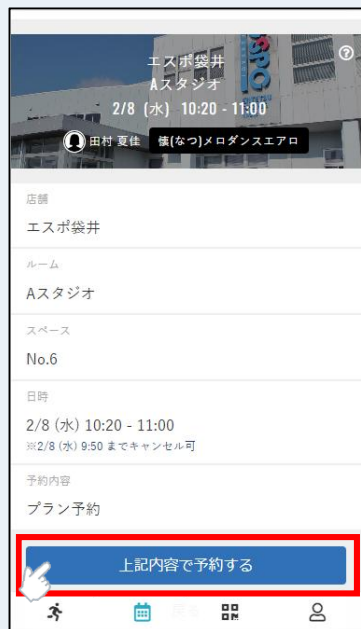 エスポ袋井
Aスタジオ
2/8 (水) 10:20 - 11:00
田村 夏佳 懐(なつ)メロダンスエアロ
店舗
エスポ袋井
ルーム
Aスタジオ
スペース
No.6
日時
2/8 (水) 10:20 - 11:00
※2/8 (水) 9:50 までキャンセル可
予約内容
プラン予約
上記内容で予約する